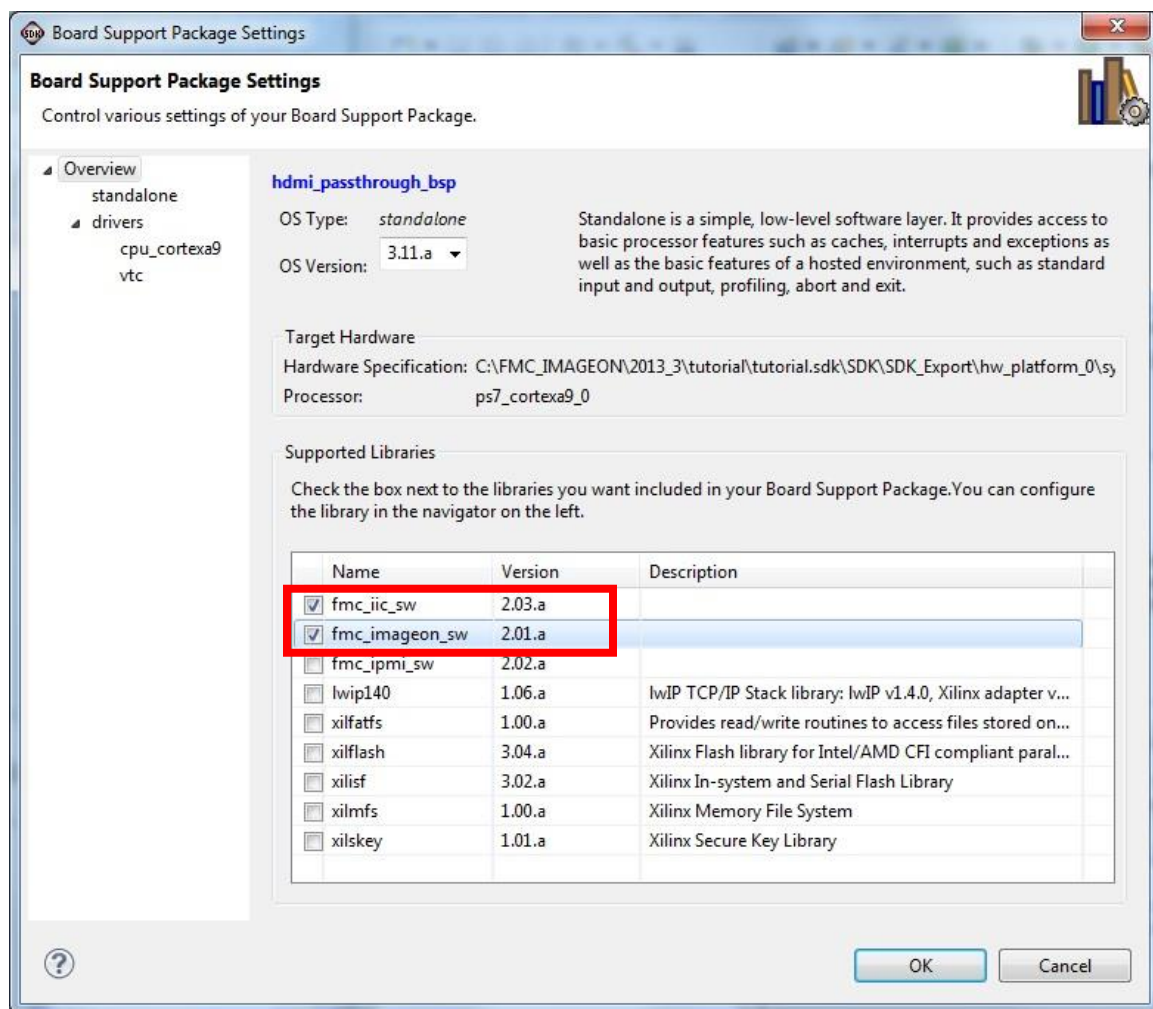 SDK Board Support Package Settings
Board Support Package Settings
Control various settings of your Board Support Package.
Overview
standalone
drivers
cpu_cortexa9
vtc
hdmi_passthrough_bsp
OS Type: standalone
OS Version: 3.11.a
Standalone is a simple, low-level software layer. It provides access to
basic processor features such as caches, interrupts and exceptions as
well as the basic features of a hosted environment, such as standard
input and output, profiling, abort and exit.
Target Hardware
Hardware Specification: C:\FMC_IMAGEON\2013_3\tutorial\tutorial.sdk\SDK\SDK_Export\hw_platform_0\sy
Processor: ps7_cortexa9_0
Supported Libraries
Check the box next to the libraries you want included in your Board Support Package.You can configure
the library in the navigator on the left.
Name Version Description
fmc_iic_sw 2.03.a
fmc_imageon_sw 2.01.a
fmc_ipmi_sw 2.02.a
lwip140 1.06.a lwIP TCP/IP Stack library: lwIP v1.4.0, Xilinx adapter v...
xilfatfs 1.00.a Provides read/write routines to access files stored on...
xilflash 3.04.a Xilinx Flash library for Intel/AMD CFI compliant paral...
xilisf 3.02.a Xilinx In-system and Serial Flash Library
xilmfs 1.00.a Xilinx Memory File System
xilskey 1.01.a Xilinx Secure Key Library
?
OK Cancel